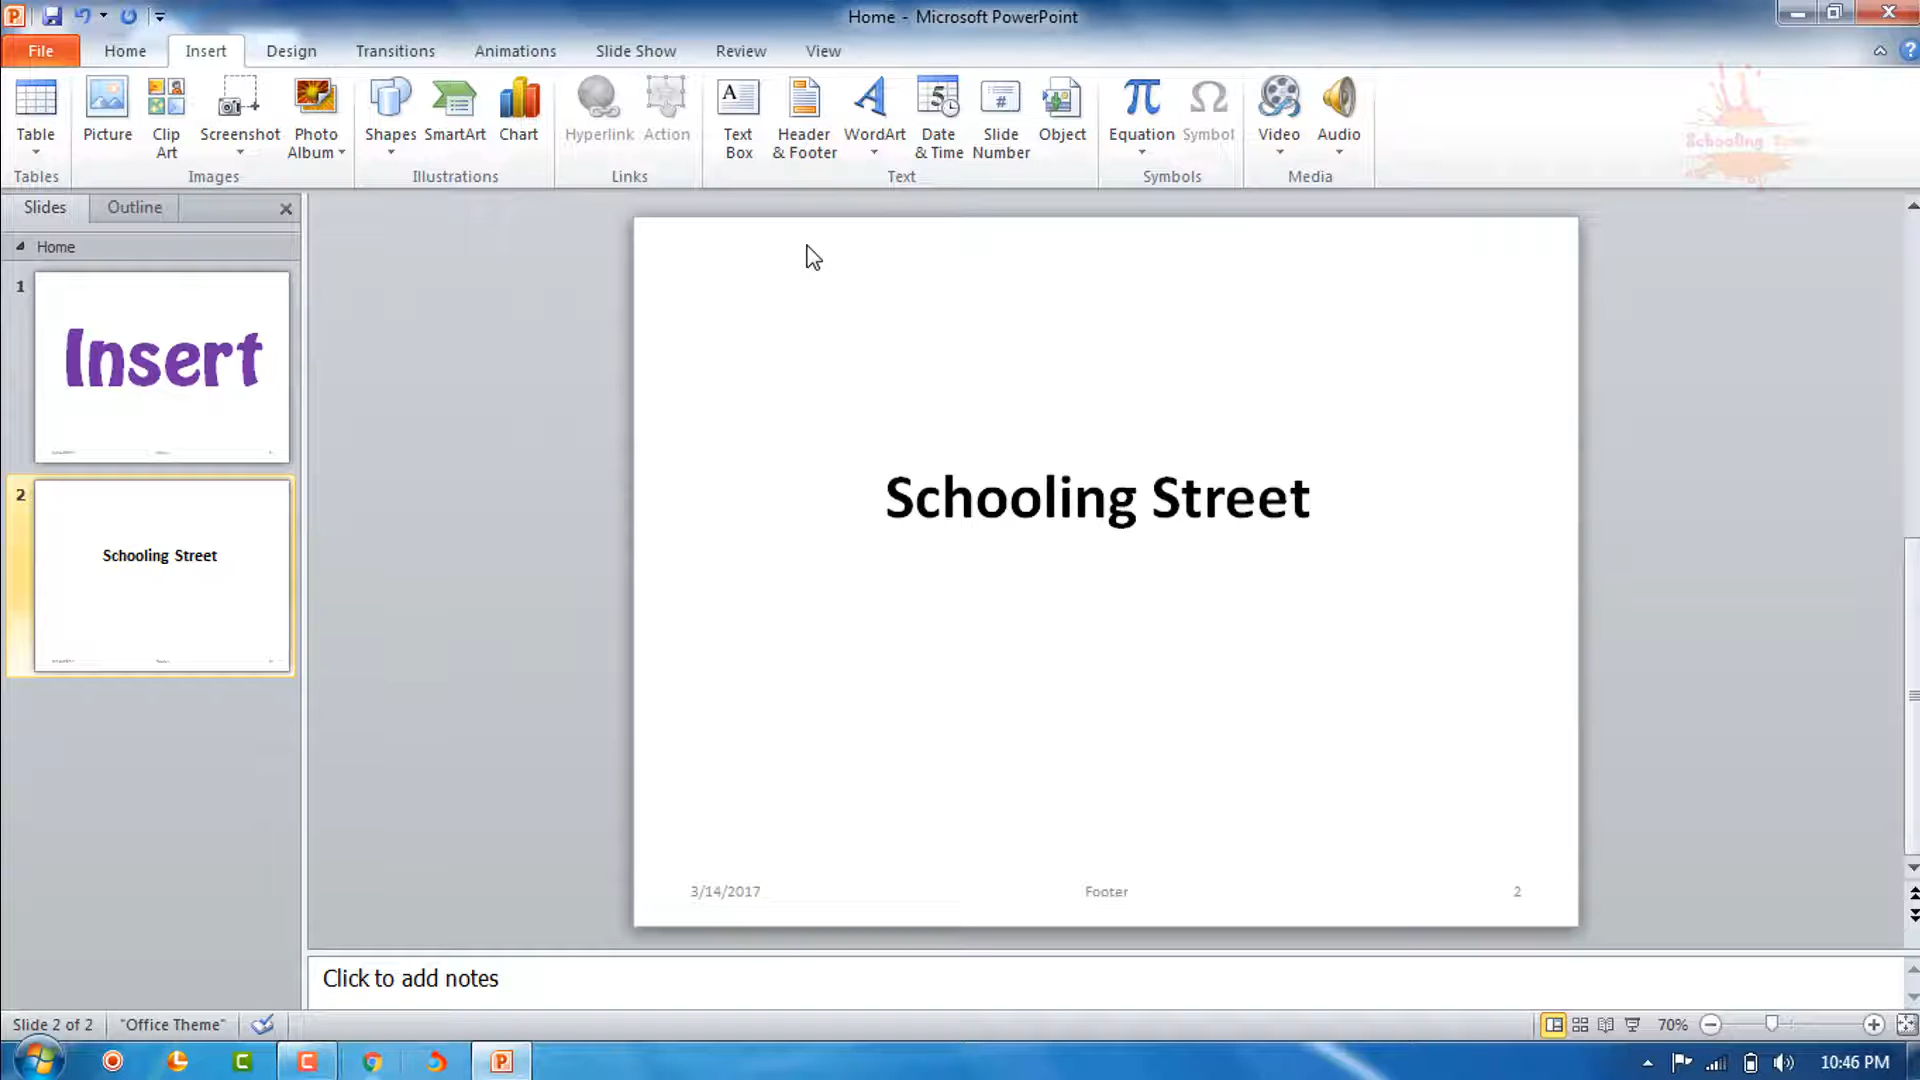 Home - Microsoft PowerPoint
File Home Insert Design Transitions Animations Slide Show Review View
Table Picture Clip Art Screenshot Photo Album Shapes SmartArt Chart Hyperlink Action Text Box Header & Footer WordArt Date & Time Slide Number Object Equation Symbol Video Audio
Tables Images Illustrations Links Text Symbols Media
Schooling
Slides Outline
Home
1
Insert
2
Schooling Street
Schooling Street
3/14/2017 Footer 2
Click to add notes
Slide 2 of 2 "Office Theme" 70%
10:46 PM